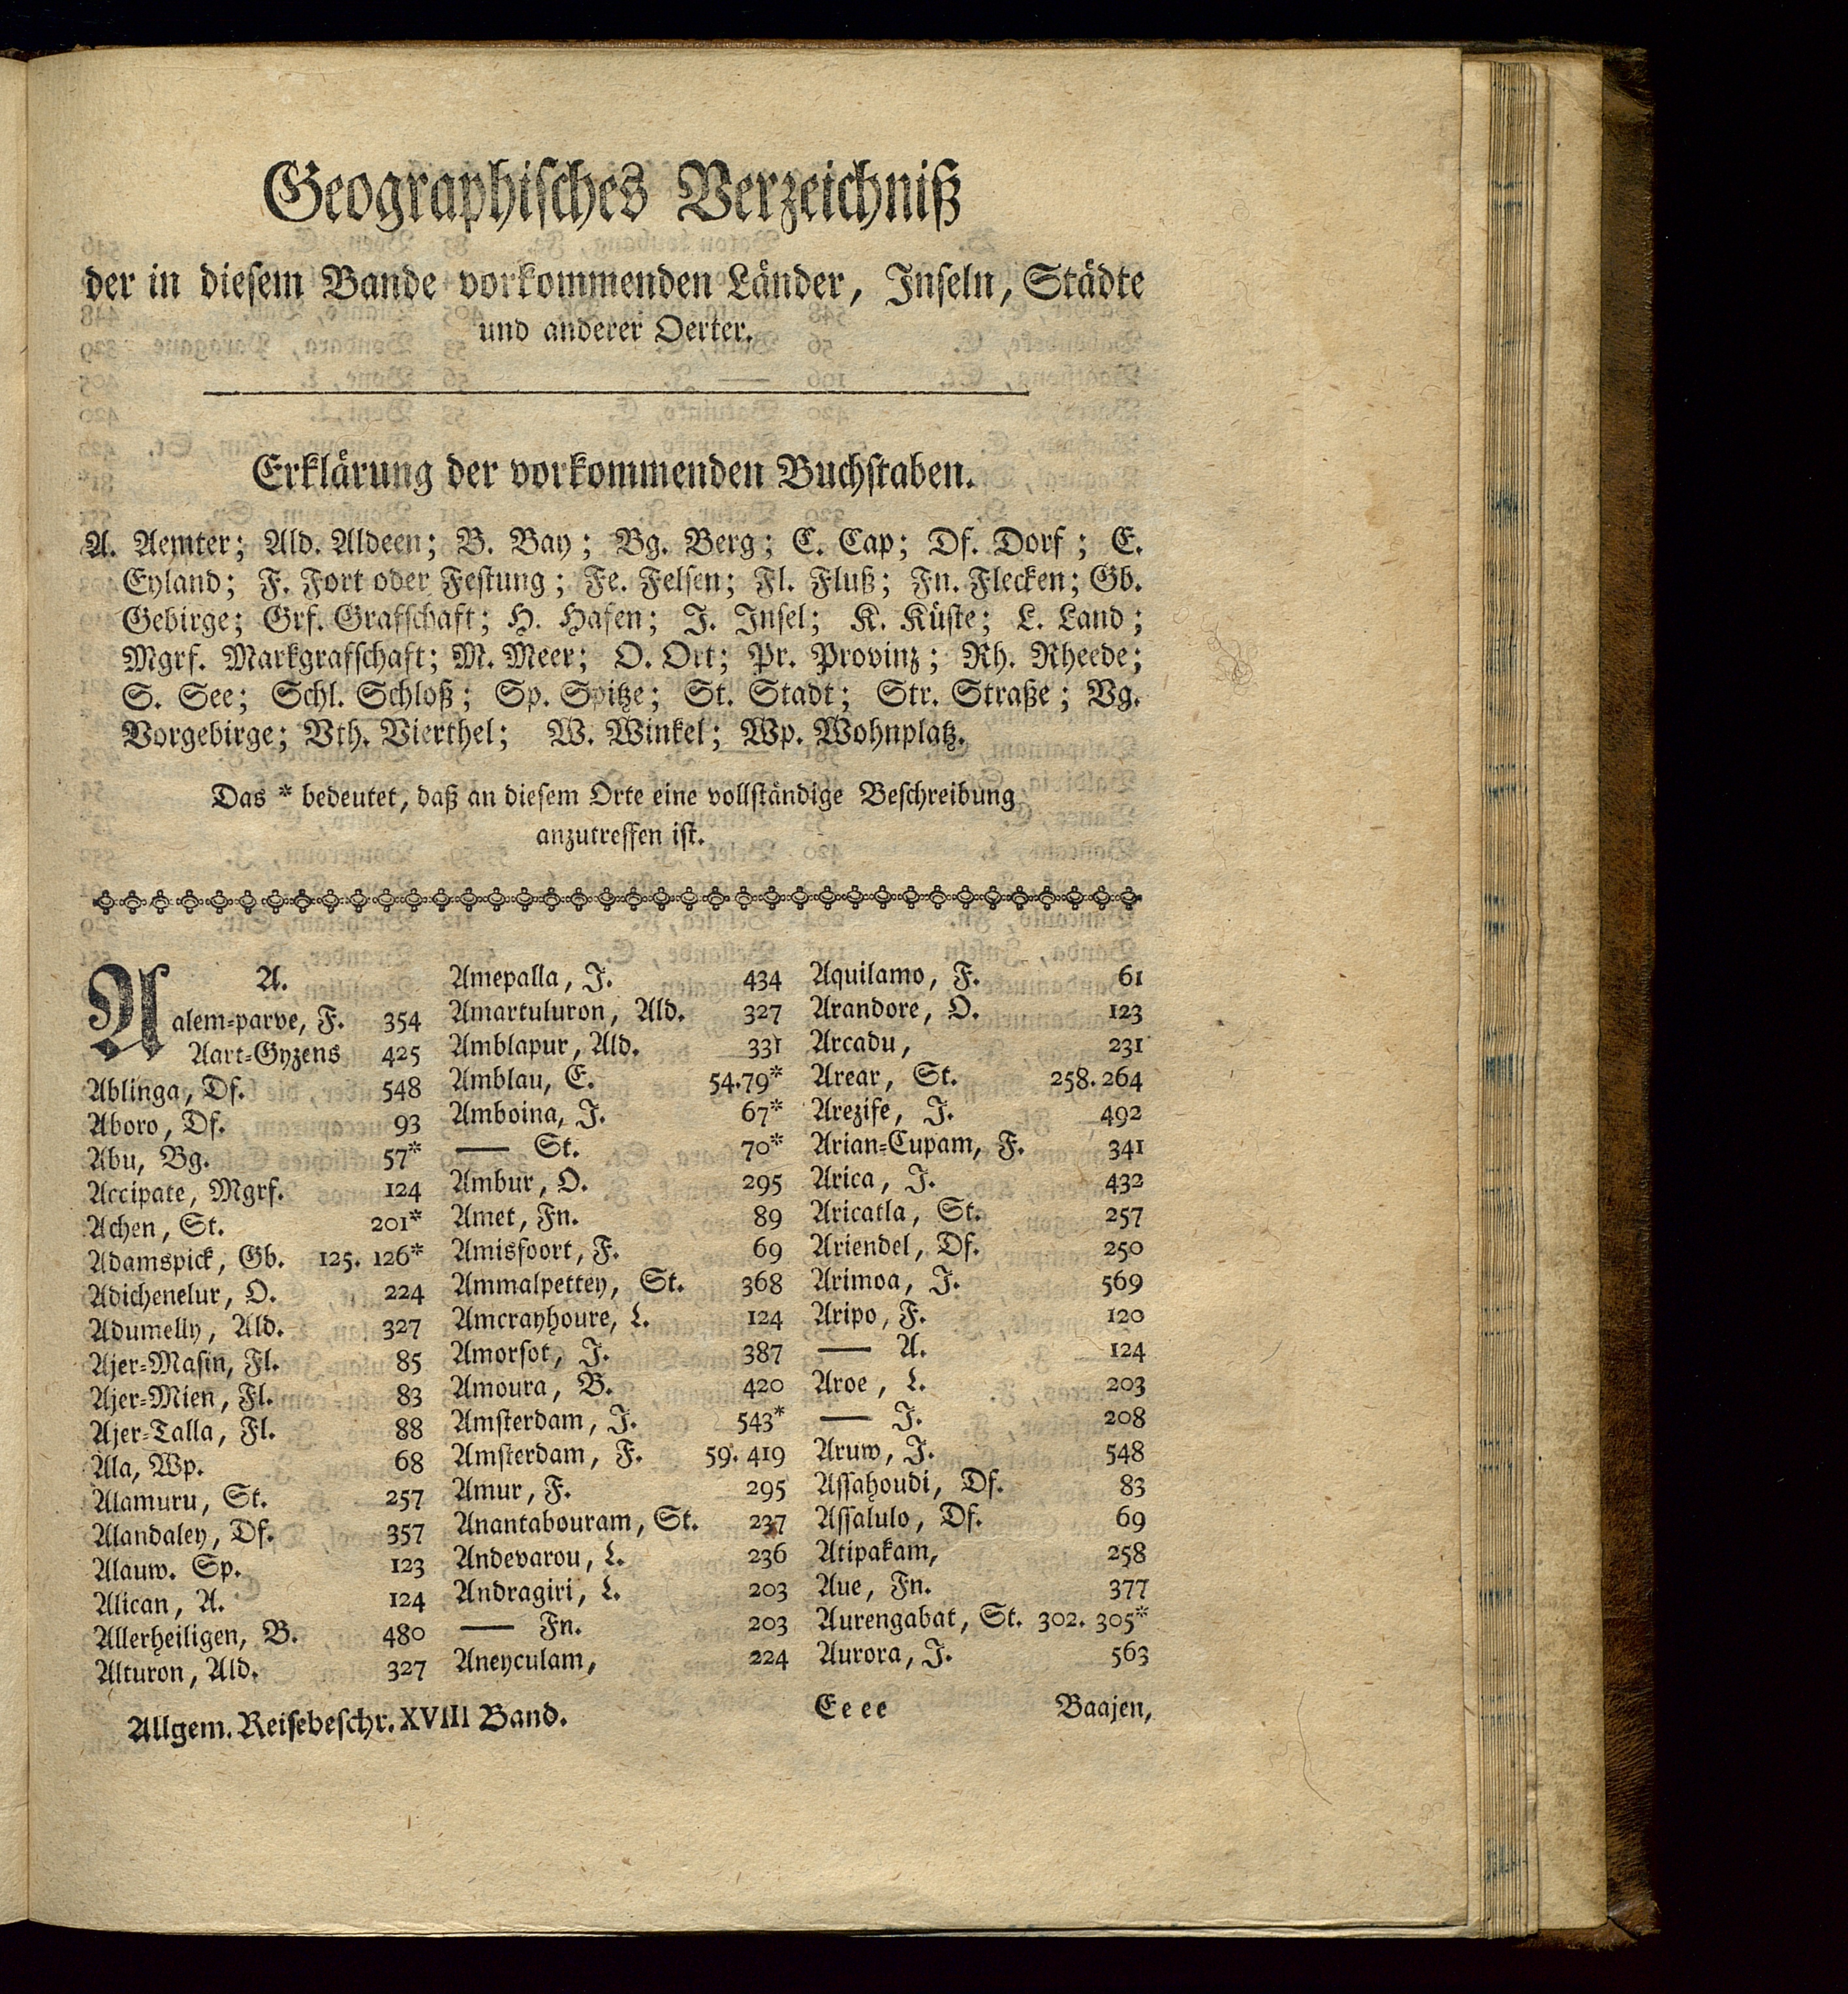 Geographisches Verzeichniß
der in diesem Bande vorkommenden Länder, Inseln, Städte
und anderer Oerter.
Erklärung der vorkommenden Buchstaben.
A. Aemter; Ald. Aldeen; B. Bay; Bg. Berg; C. Cap; Df. Dorf; E.
Eyland; F. Fort oder Festung; Fe. Felsen; Fl. Fluß; Fn. Flecken; Gb.
Gebirge; Grf. Grafschaft; H. Hafen; J. Insel; K. Küste; L. Land;
Mgrf. Markgrafschaft; M. Meer; O. Ort; Pr. Provinz; Rh. Rheede;
S. See; Schl. Schloß; Sp. Spitze; St. Stadt; Str. Straße; Vg.
Vorgebirge; Vth. Vierthel; W. Winkel; Wp. Wohnplatz.
Das * bedeutet, daß an diesem Orte eine vollständige Beschreibung
anzutreffen ist.
A.
Aalem-parve, F. 354
Aart-Gyzens 425
Ablinga, Df. 548
Aboro, Df. 93
Abu, Bg. 57*
Accipate, Mgrf. 124
Achen, St. 201*
Adamspick, Gb. 125. 126*
Adichenelur, O. 224
Adumelly, Ald. 327
Ajer-Masin, Fl. 85
Ajer-Mien, Fl. 83
Ajer-Talla, Fl. 88
Ala, Wp. 68
Alamuru, St. 257
Alandaley, Df. 357
Alauw. Sp. 123
Alican, A. 124
Allerheiligen, B. 480
Alturon, Ald. 327
Amepalla, J. 434
Amartuluron, Ald. 327
Amblapur, Ald. 331
Amblau, E. 54.79*
Amboina, J. 67*
— St. 70*
Ambur, O. 295
Amet, Fn. 89
Amisfoort, F. 69
Ammalpettey, St. 368
Amcrayhoure, L. 124
Amorsot, J. 387
Amoura, B. 420
Amsterdam, J. 543*
Amsterdam, F. 59. 419
Amur, F. 295
Anantabouram, St. 237
Andevarou, L. 236
Andragiri, L. 203
— Fn. 203
Aneyculam, 224
Aquilamo, F. 61
Arandore, O. 123
Arcadu, 231
Arear, St. 258. 264
Arezife, J. 492
Arian-Cupam, F. 341
Arica, J. 432
Aricatla, St. 257
Ariendel, Df. 250
Arimoa, J. 569
Aripo, F. 120
— A. 124
Aroe, L. 203
— J. 208
Aruw, J. 548
Assahoudi, Df. 83
Assalulo, Df. 69
Atipakam, 258
Aue, Fn. 377
Aurengabat, St. 302. 305*
Aurora, J. 563
Allgem. Reisebeschr. XVIII Band. Eeee Baajen,